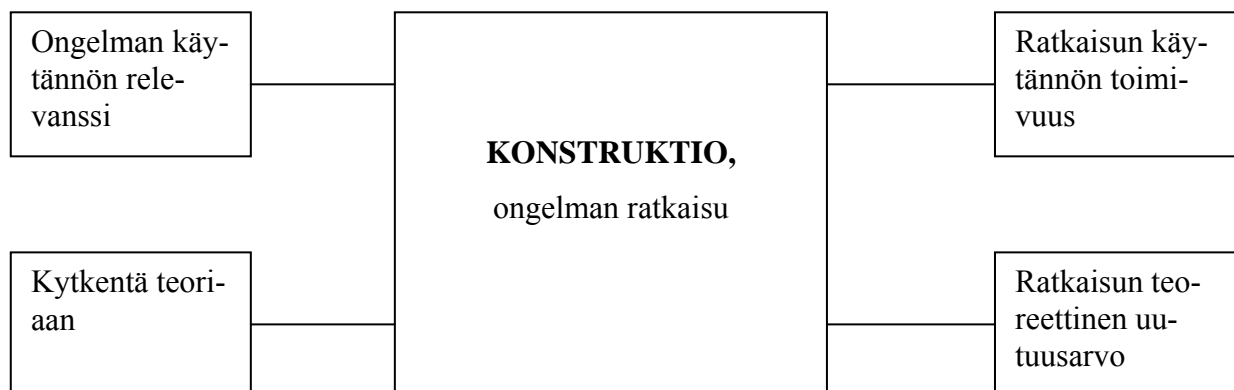 Ongelman käy-
tännön rele-
vanssi
KONSTRUKTIO,
ongelman ratkaisu
Ratkaisun käy-
tännön toimi-
vuus
Kytkentä teori-
aan
Ratkaisun teo-
reettinen uu-
tuusarvo